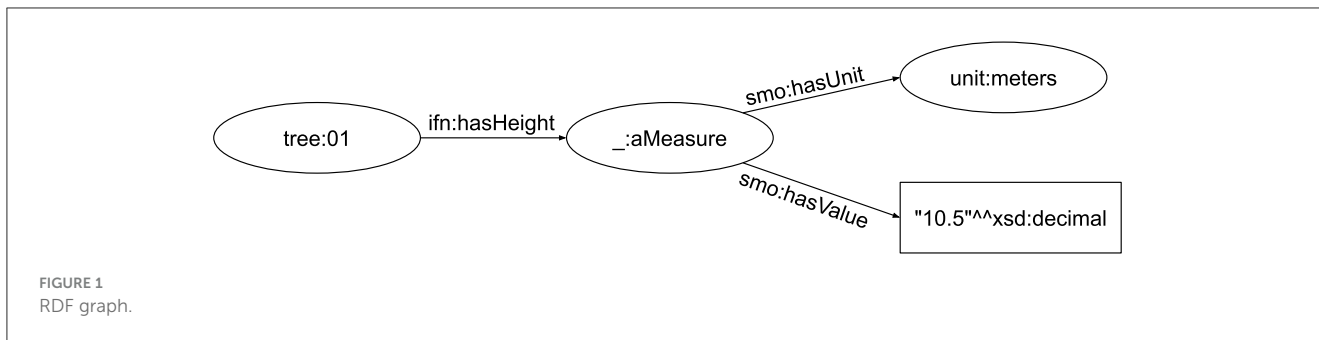 tree:01
ifn:hasHeight
_:aMeasure
smo:hasUnit
unit:meters
smo:hasValue
"10.5"^^xsd:decimal
FIGURE 1
RDF graph.